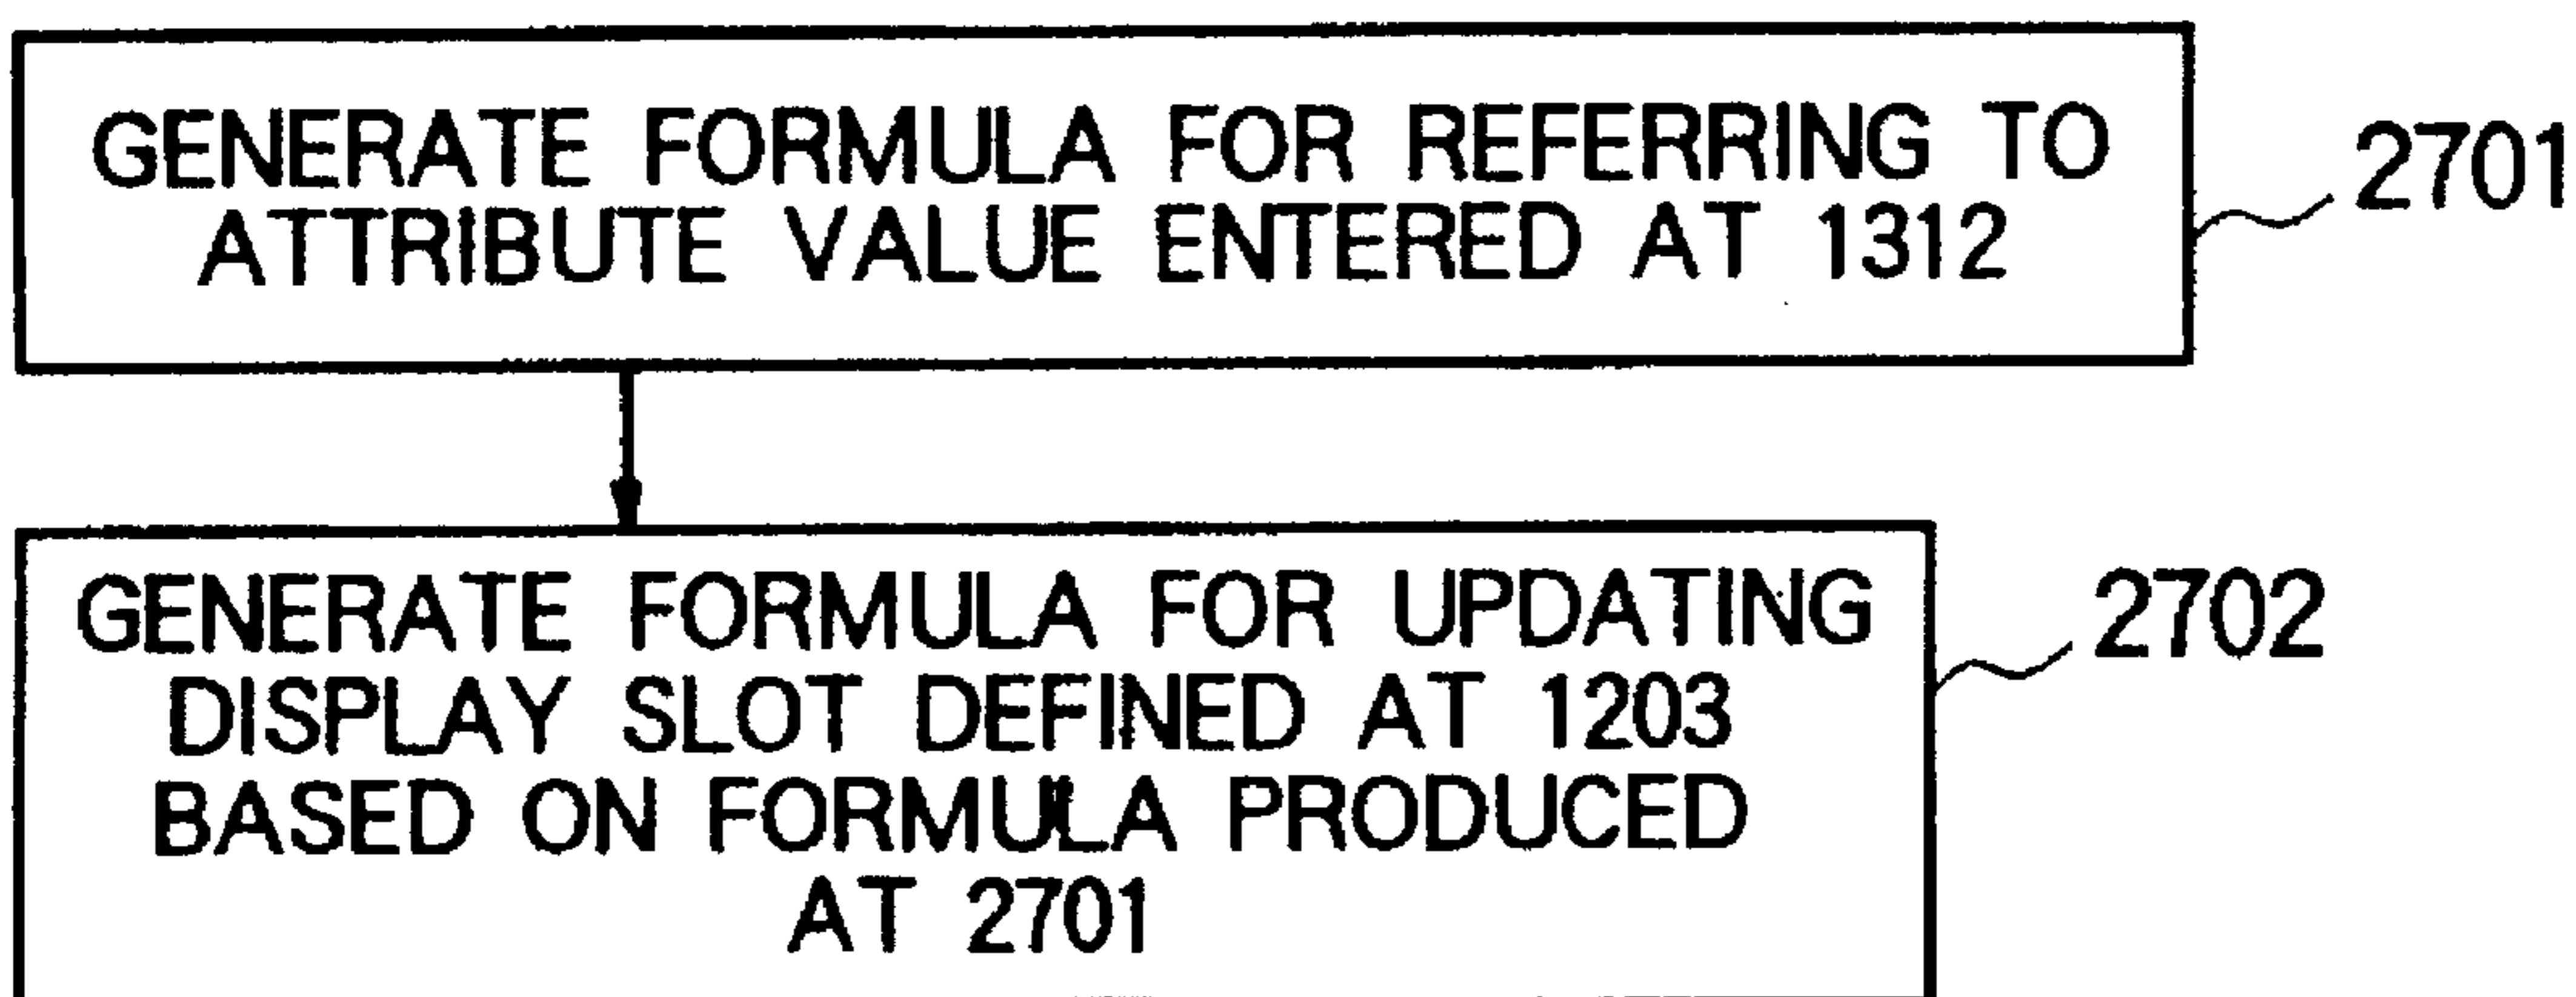 GENERATE FORMULA FOR REFERRING TO
ATTRIBUTE VALUE ENTERED AT 1312
2701
GENERATE FORMULA FOR UPDATING
DISPLAY SLOT DEFINED AT 1203
BASED ON FORMULA PRODUCED
AT 2701
2702